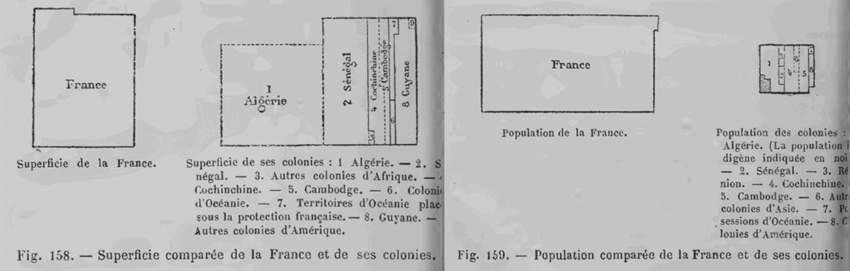 France
1
Algérie
2 Sénégal
4 Cochinchine
5 Cambodge
8 Guyane
Superficie de la France.
Superficie de ses colonies : 1 Algérie. — 2. S
négal. — 3. Autres colonies d'Afrique. —
Cochinchine. — 5. Cambodge. — 6. Coloni
d'Océanie. — 7. Territoires d'Océanie plac
sous la protection française. — 8. Guyane. —
Autres colonies d'Amérique.
Fig. 158. — Superficie comparée de la France et de ses colonies.
France
1
Population de la France.
Population des colonies :
Algérie. (La population i
digène indiquée en noi
— 2. Sénégal. — 3. Ré
nion. — 4. Cochinchine.
5. Cambodge. — 6. Autr
colonies d'Asie. — 7. Po
sessions d'Océanie. — 8. C
lonies d'Amérique.
Fig. 159. — Population comparée de la France et de ses colonies.